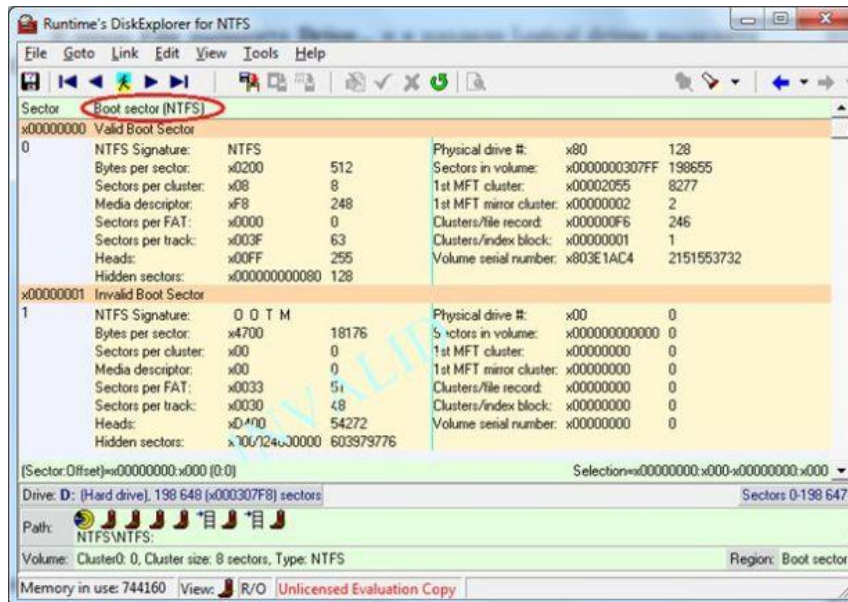 Runtime's DiskExplorer for NTFS
File Goto Link Edit View Tools Help
Sector Boot sector (NTFS)
x00000000 Valid Boot Sector
0 NTFS Signature: NTFS Physical drive #: x80 128
Bytes per sector: x0200 512 Sectors in volume: x0000000307FF 198655
Sectors per cluster: x08 8 1st MFT cluster: x00002055 8277
Media descriptor: xF8 248 1st MFT mirror cluster: x00000002 2
Sectors per FAT: x0000 0 Clusters/file record: x000000F6 246
Sectors per track: x003F 63 Clusters/index block: x00000001 1
Heads: x00FF 255 Volume serial number: x803E1AC4 2151553732
Hidden sectors: x000000000080 128
x00000001 Invalid Boot Sector
1 NTFS Signature: O O T M Physical drive #: x00 0
Bytes per sector: x4700 18176 Sectors in volume: x000000000000 0
Sectors per cluster: x00 0 1st MFT cluster: x00000000 0
Media descriptor: x00 0 1st MFT mirror cluster: x00000000 0
Sectors per FAT: x0033 51 Clusters/file record: x00000000 0
Sectors per track: x0030 48 Clusters/index block: x00000000 0
Heads: xD400 54272 Volume serial number: x00000000 0
Hidden sectors: 603979776
INVALID
(Sector:Offset)=x00000000:x000 (0:0) Selection=x00000000:x000-x00000000:x000
Drive: D: (Hard drive), 198 648 (x000307F8) sectors Sectors 0-198 647
Path:
NTFS\NTFS:
Volume: Cluster0: 0, Cluster size: 8 sectors, Type: NTFS Region: Boot sector
Memory in use: 744160 View: R/O Unlicensed Evaluation Copy